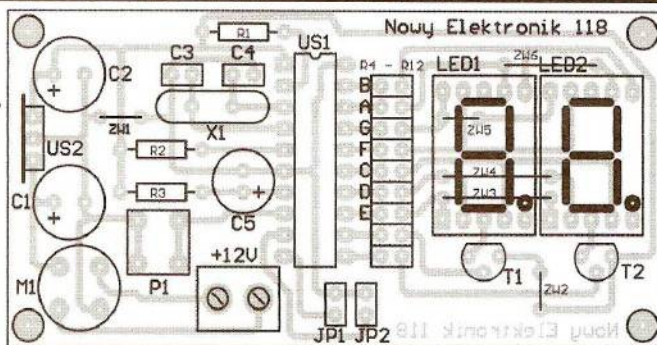 Nowy Elektronik 118
R1
C3 C4 US1
R4 - R12 LED1 ZW6 LED2
C2
B
A
G
F
C
D
E
ZW1
X1
ZW5
US2
R2
ZW4
R3
ZW3
C1
C5
+12V
M1
P1
T1
T2
ZW2
JP1 JP2
Nowy Elektronik 118